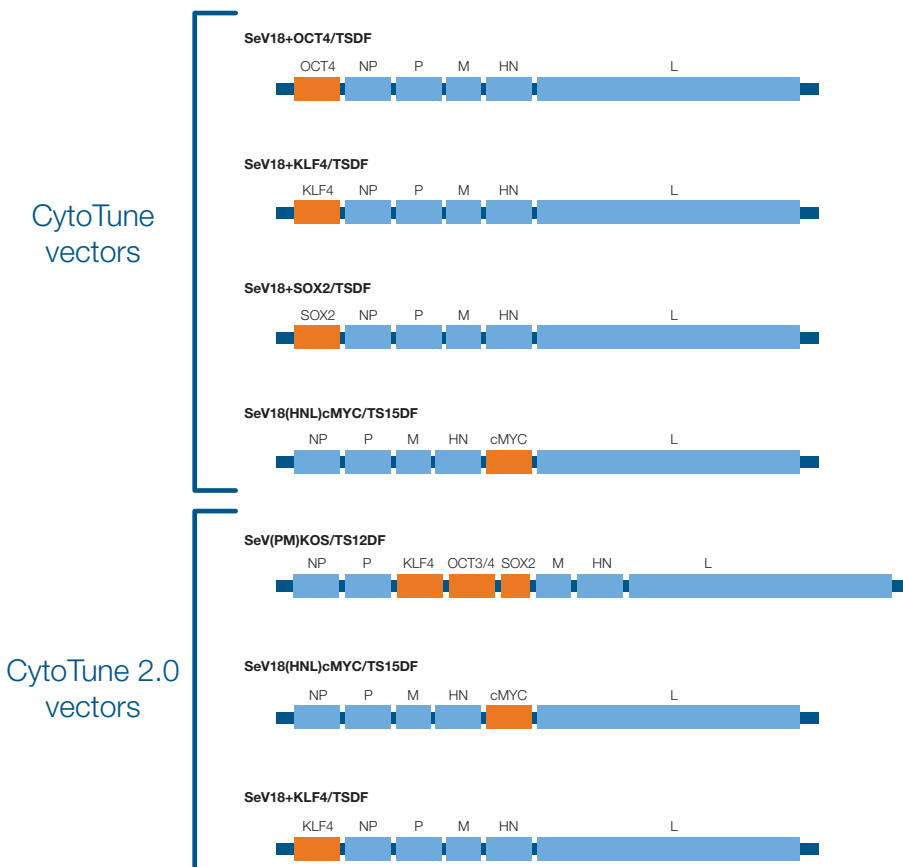 SeV18+OCT4/TSDF
OCT4 NP P M HN L
SeV18+KLF4/TSDF
KLF4 NP P M HN L
CytoTune
vectors
SeV18+SOX2/TSDF
SOX2 NP P M HN L
SeV18(HNL)cMYC/TS15DF
NP P M HN cMYC L
SeV(PM)KOS/TS12DF
NP P KLF4 OCT3/4 SOX2 M HN L
CytoTune 2.0
vectors
SeV18(HNL)cMYC/TS15DF
NP P M HN cMYC L
SeV18+KLF4/TSDF
KLF4 NP P M HN L